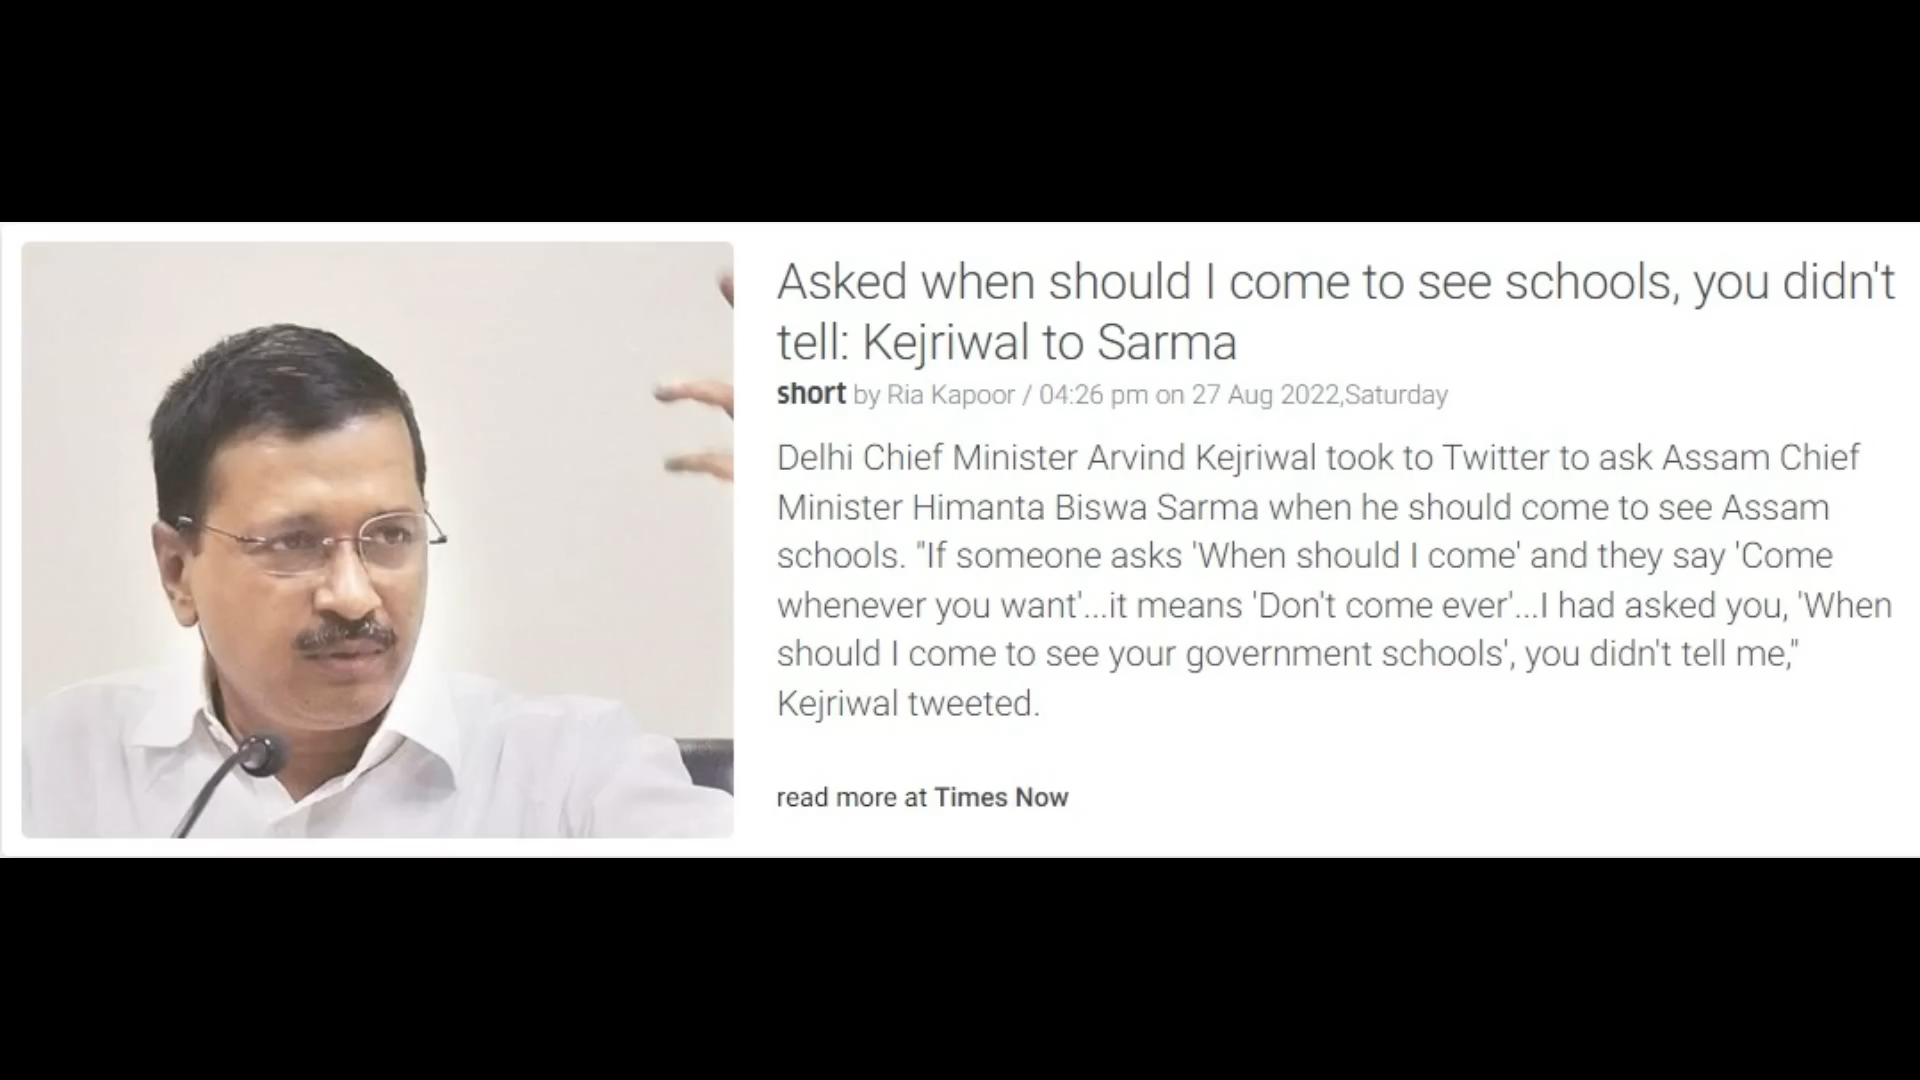 Asked when should I come to see schools, you didn't
tell: Kejriwal to Sarma
short by Ria Kapoor / 04:26 pm on 27 Aug 2022,Saturday
Delhi Chief Minister Arvind Kejriwal took to Twitter to ask Assam Chief
Minister Himanta Biswa Sarma when he should come to see Assam
schools. "If someone asks 'When should I come' and they say 'Come
whenever you want'...it means 'Don't come ever'...I had asked you, 'When
should I come to see your government schools', you didn't tell me,"
Kejriwal tweeted.
read more at Times Now